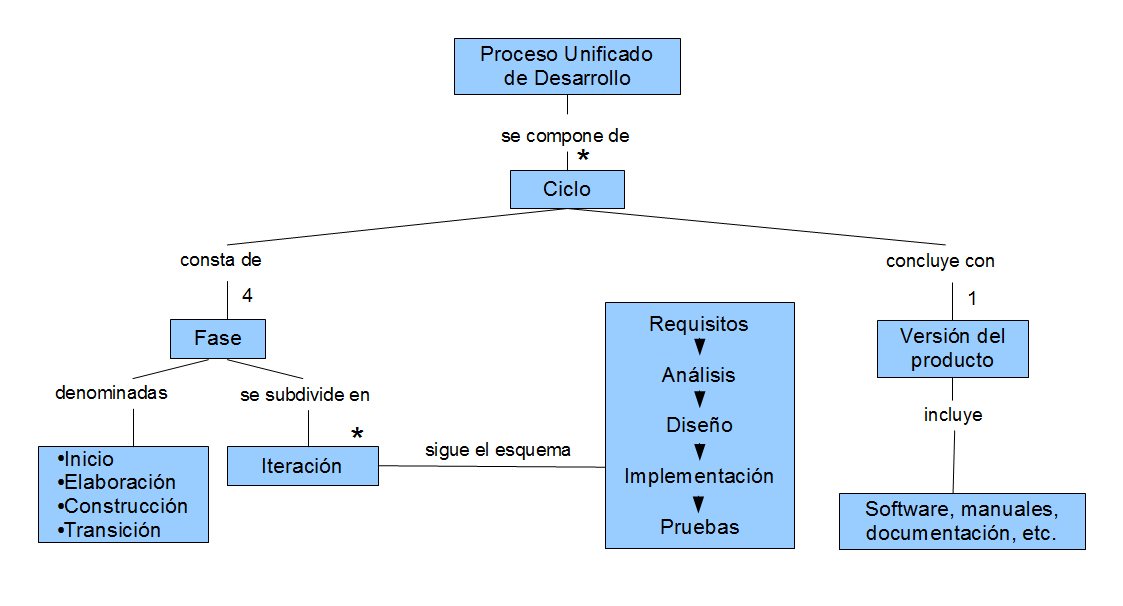 Proceso Unificado
de Desarrollo
se compone de
*
Ciclo
consta de
4
Fase
denominadas
•Inicio
•Elaboración
•Construcción
•Transición
se subdivide en
*
Iteración
sigue el esquema
Requisitos
Análisis
Diseño
Implementación
Pruebas
concluye con
1
Versión del
producto
incluye
Software, manuales,
documentación, etc.